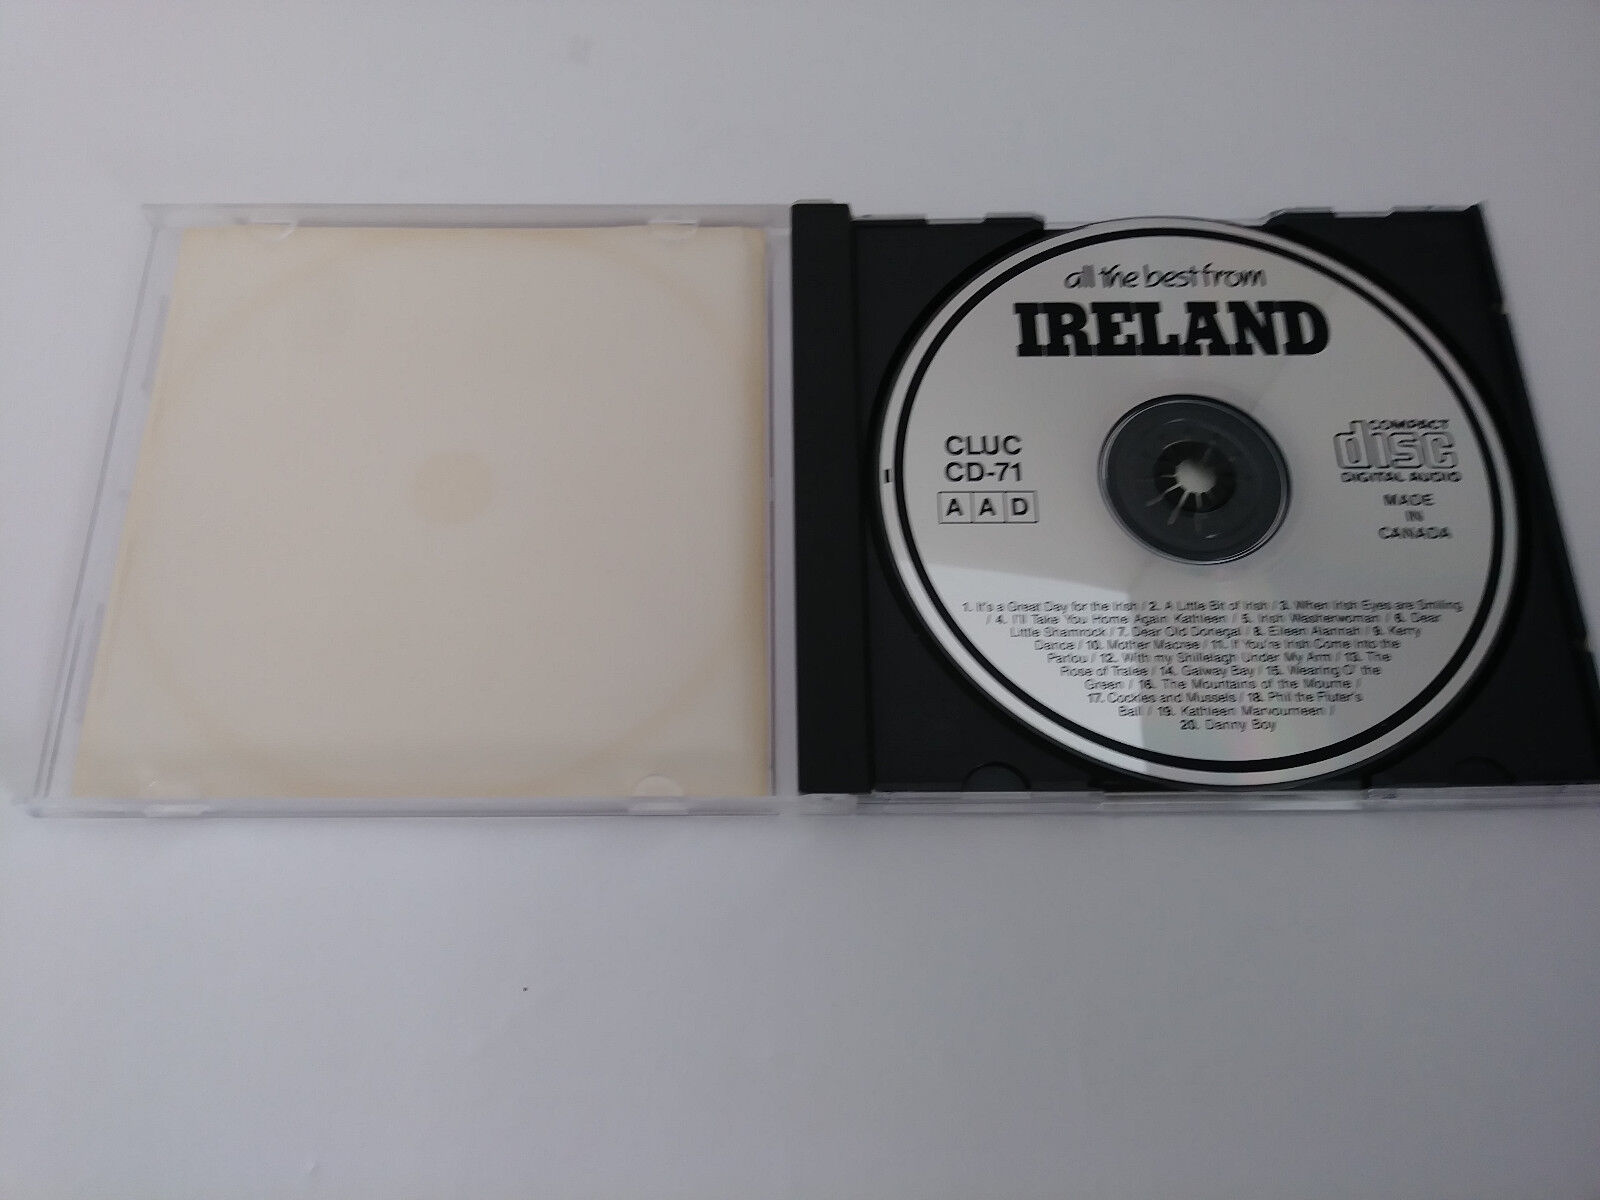 all the best from
IRELAND
CLUC
CD-71
AAD
COMPACT
disc
DIGITAL AUDIO
MADE
IN
CANADA
1. It's a Great Day for the Irish / 2. A Little Bit of Irish / 3. When Irish Eyes are Smiling
/ 4. I'll Take You Home Again Kathleen / 5. Irish Washerwoman / 6. Dear
Little Shamrock / 7. Dear Old Donegal / 8. Eileen Alannah / 9. Kerry
Dance / 10. Mother Macree / 11. If You're Irish Come into the
Parlou / 12. With my Shillelagh Under My Arm / 13. The
Rose of Tralee / 14. Galway Bay / 15. Wearing O' the
Green / 16. The Mountains of the Mourne /
17. Cockles and Mussels / 18. Phil the Fluter's
Ball / 19. Kathleen Marvourneen /
20. Danny Boy